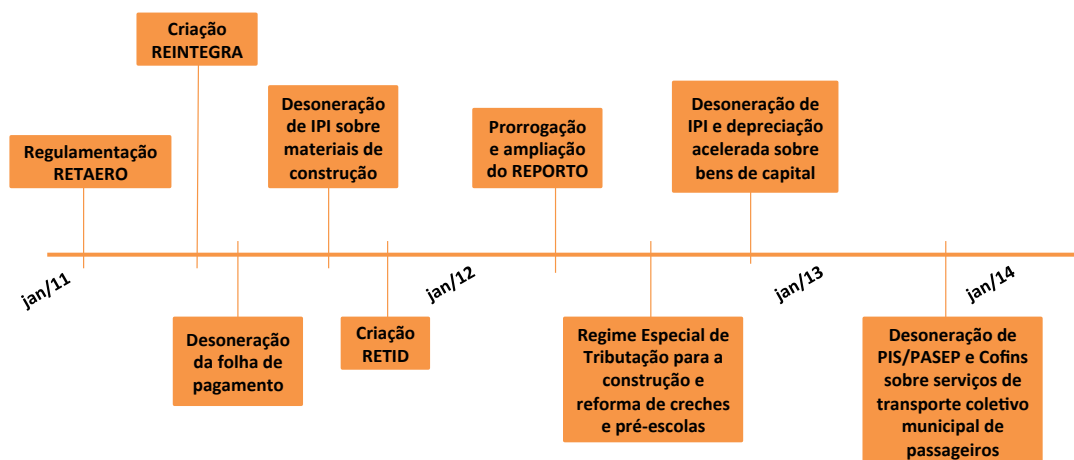 Criação
REINTEGRA
Regulamentação
RETAERO
Desoneração
de IPI sobre
materiais de
construção
Prorrogação
e ampliação
do REPORTO
Desoneração de
IPI e depreciação
acelerada sobre
bens de capital
jan/11
jan/12
jan/13
jan/14
Desoneração
da folha de
pagamento
Criação
RETID
Regime Especial de
Tributação para a
construção e
reforma de creches
e pré-escolas
Desoneração de
PIS/PASEP e Cofins
sobre serviços de
transporte coletivo
municipal de
passageiros